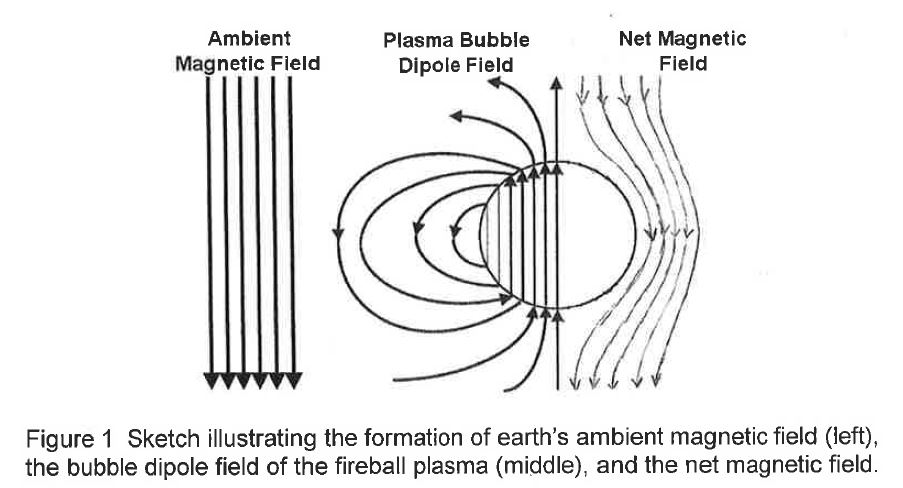 Ambient
Magnetic Field
Plasma Bubble
Dipole Field
Net Magnetic
Field
Figure 1 Sketch illustrating the formation of earth's ambient magnetic field (left),
the bubble dipole field of the fireball plasma (middle), and the net magnetic field.